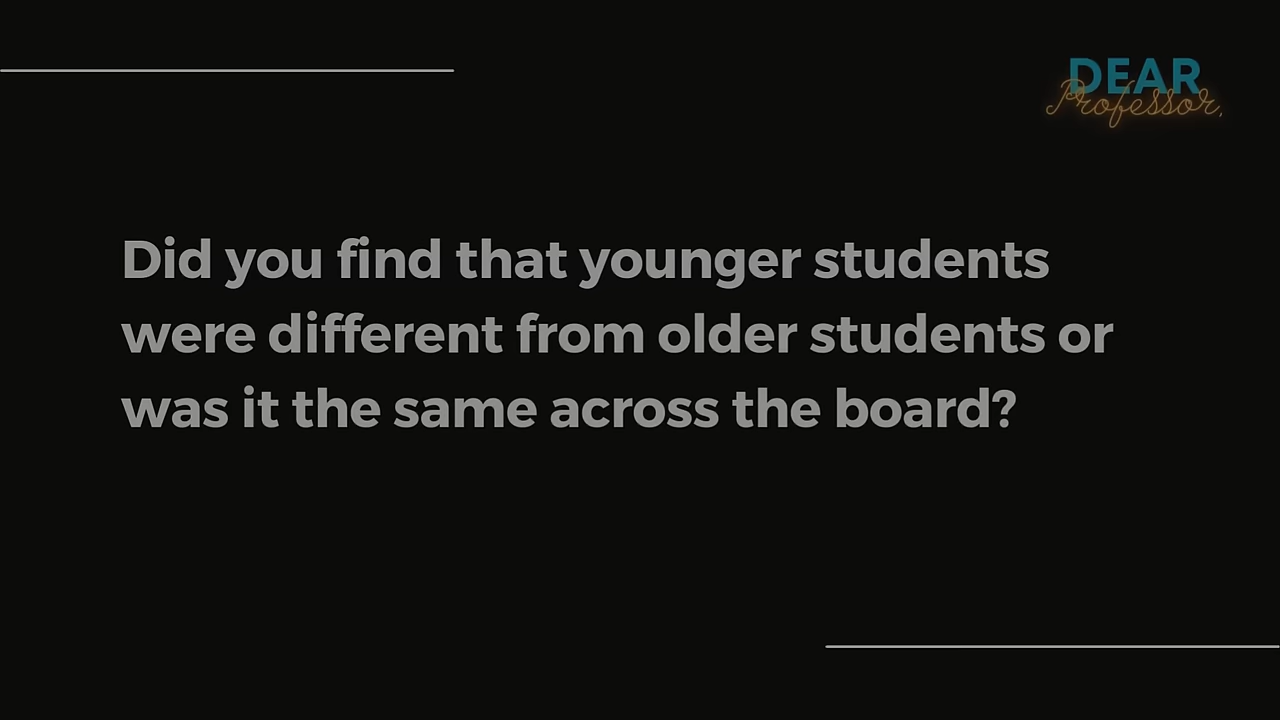 DEAR
Professor,
Did you find that younger students
were different from older students or
was it the same across the board?